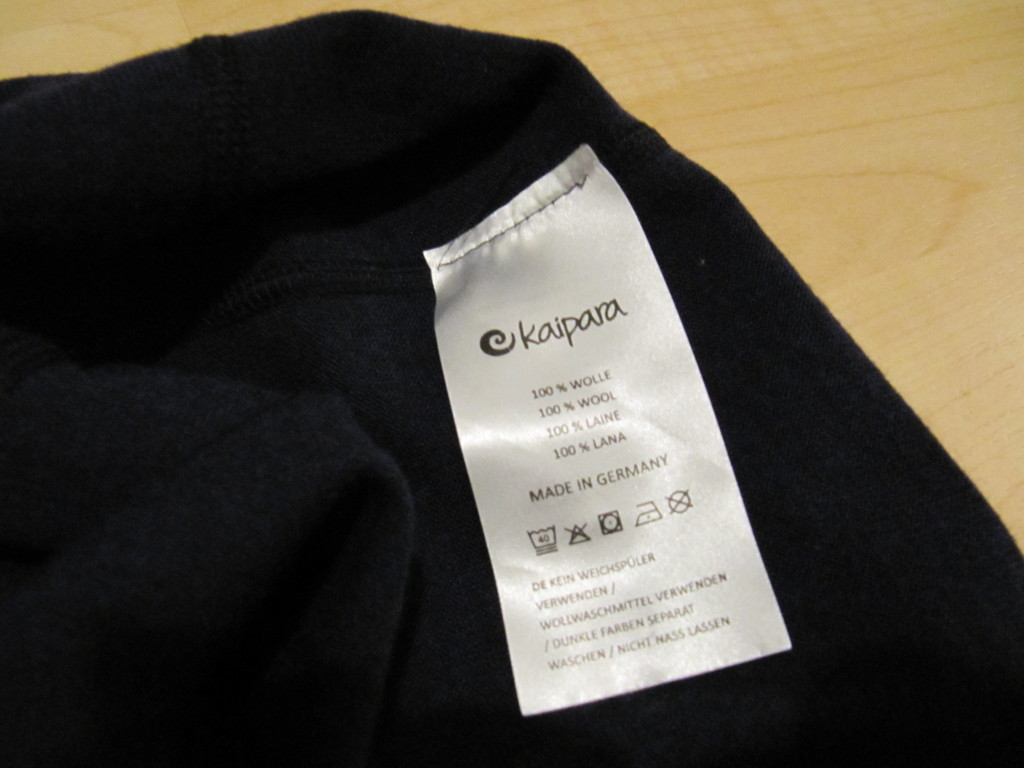 kaipara
100 % WOLLE
100 % WOOL
100 % LAINE
100 % LANA
MADE IN GERMANY
40
DE KEIN WEICHSPÜLER
VERWENDEN /
WOLLWASCHMITTEL VERWENDEN
/ DUNKLE FARBEN SEPARAT
WASCHEN / NICHT NASS LASSEN